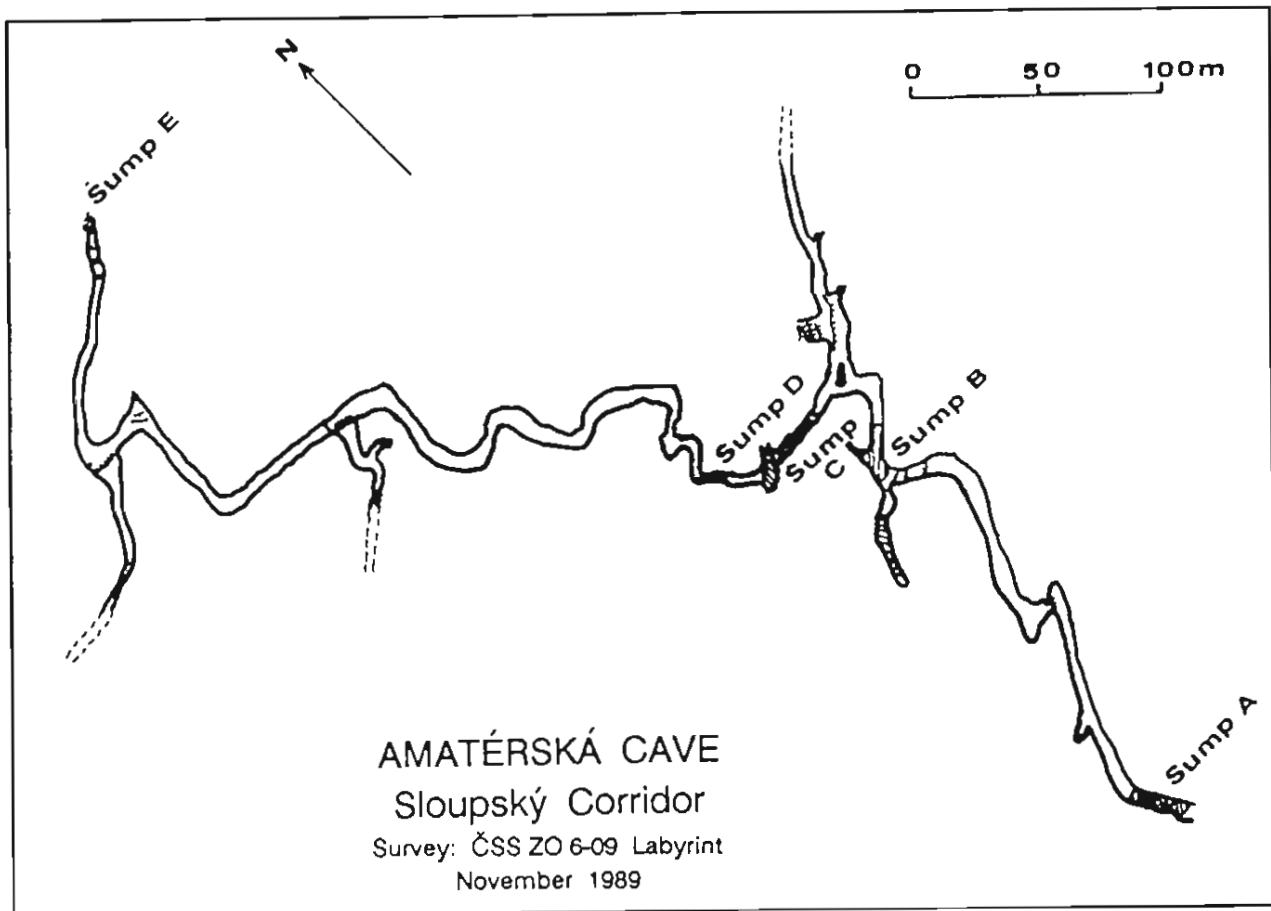 N
0 50 100m
Sump E
Sump D
Sump B
Sump
C
Sump A
AMATÉRSKÁ CAVE
Sloupský Corridor
Survey: ČSS ZO 6-09 Labyrint
November 1989